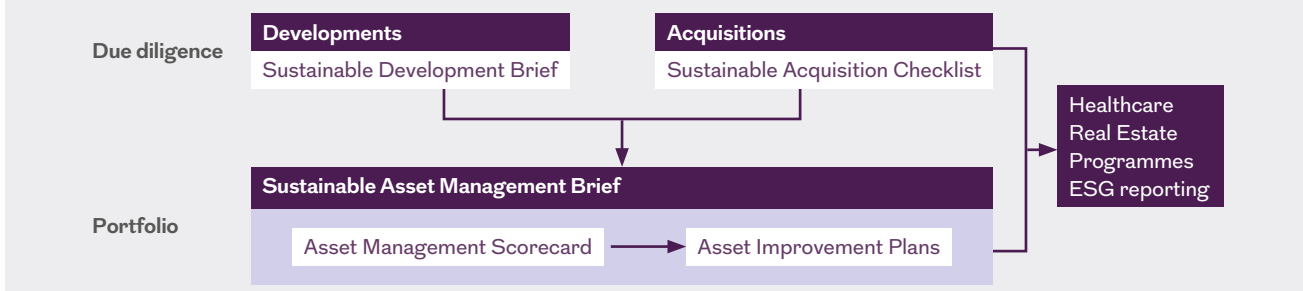 Due diligence
Developments
Sustainable Development Brief
Acquisitions
Sustainable Acquisition Checklist
Healthcare
Real Estate
Programmes
ESG reporting
Portfolio
Sustainable Asset Management Brief
Asset Management Scorecard
Asset Improvement Plans